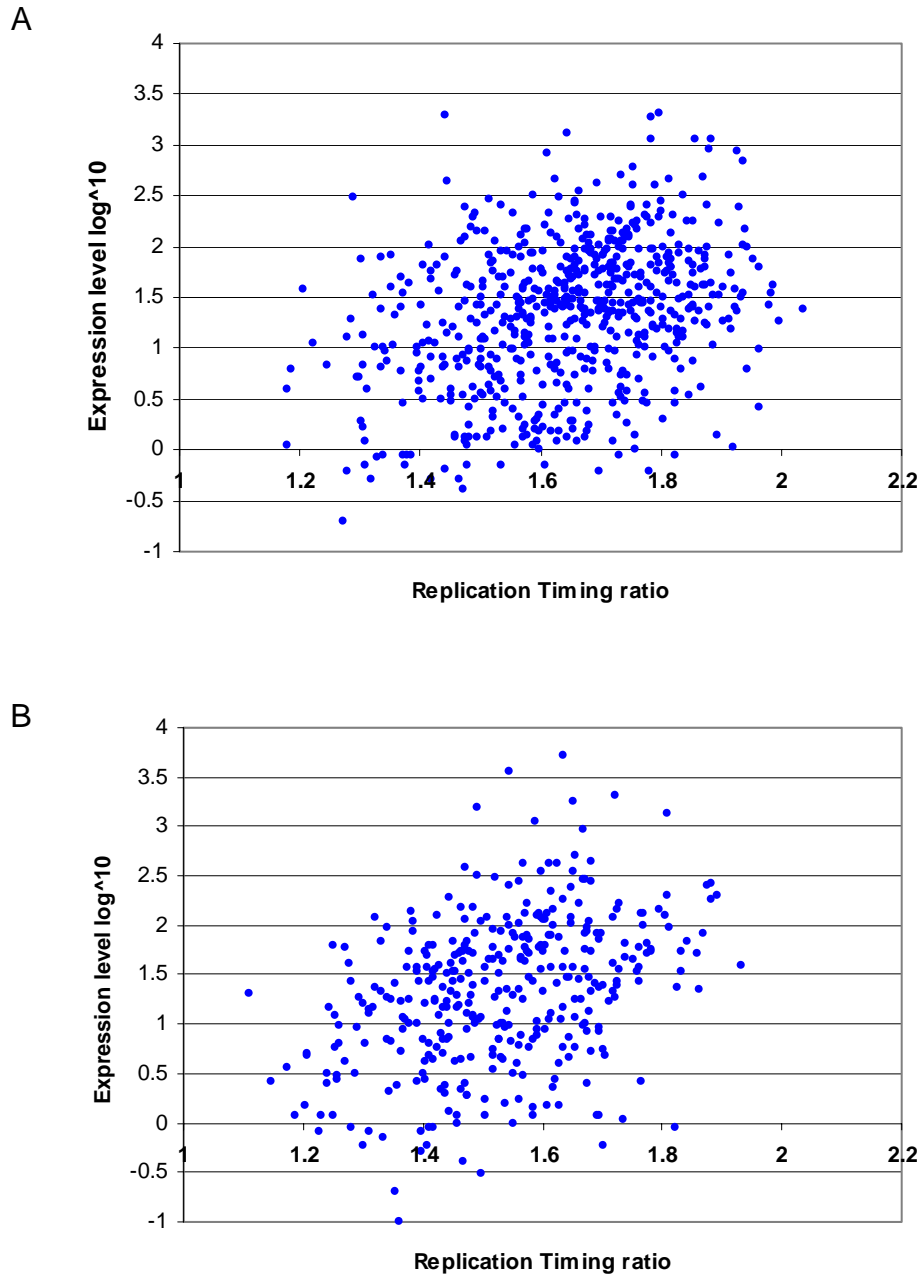 A
4
3.5
3
2.5
2
1.5
1
0.5
0
-0.5
-1
1 1.2 1.4 1.6 1.8 2 2.2
Expression level log^10
Replication Timing ratio
B
4
3.5
3
2.5
2
1.5
1
0.5
0
-0.5
-1
1 1.2 1.4 1.6 1.8 2 2.2
Expression level log^10
Replication Timing ratio